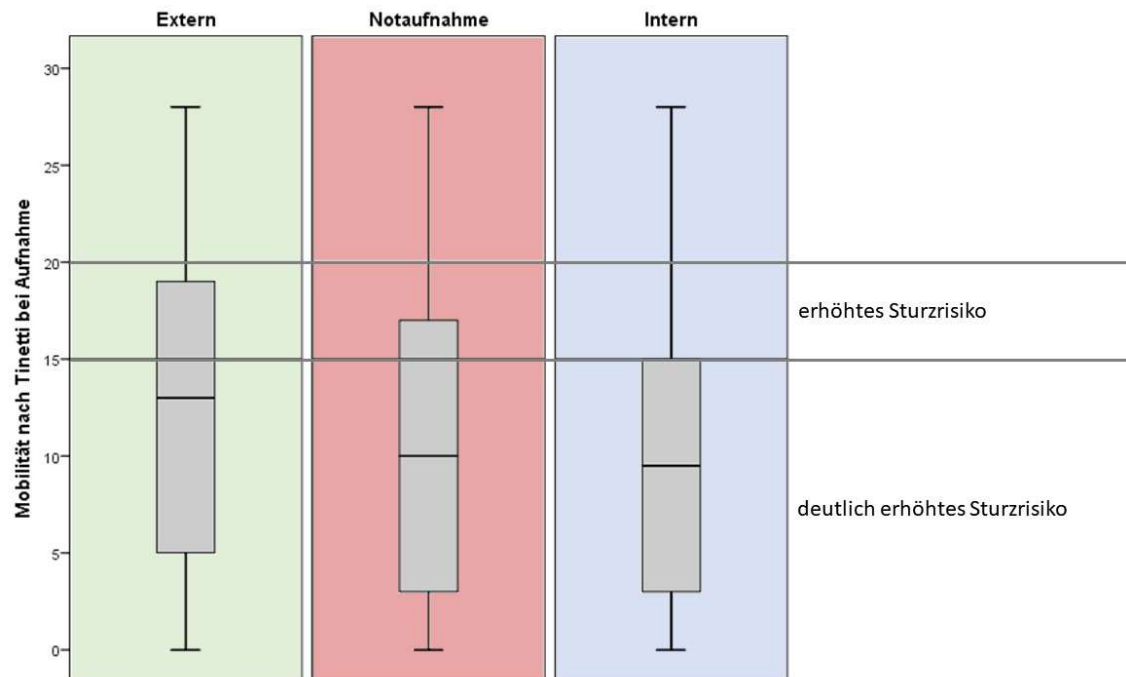 Extern
Notaufnahme
Intern
Mobilität nach Tinetti bei Aufnahme
30
25
20
15
10
5
0
erhöhtes Sturzrisiko
deutlich erhöhtes Sturzrisiko